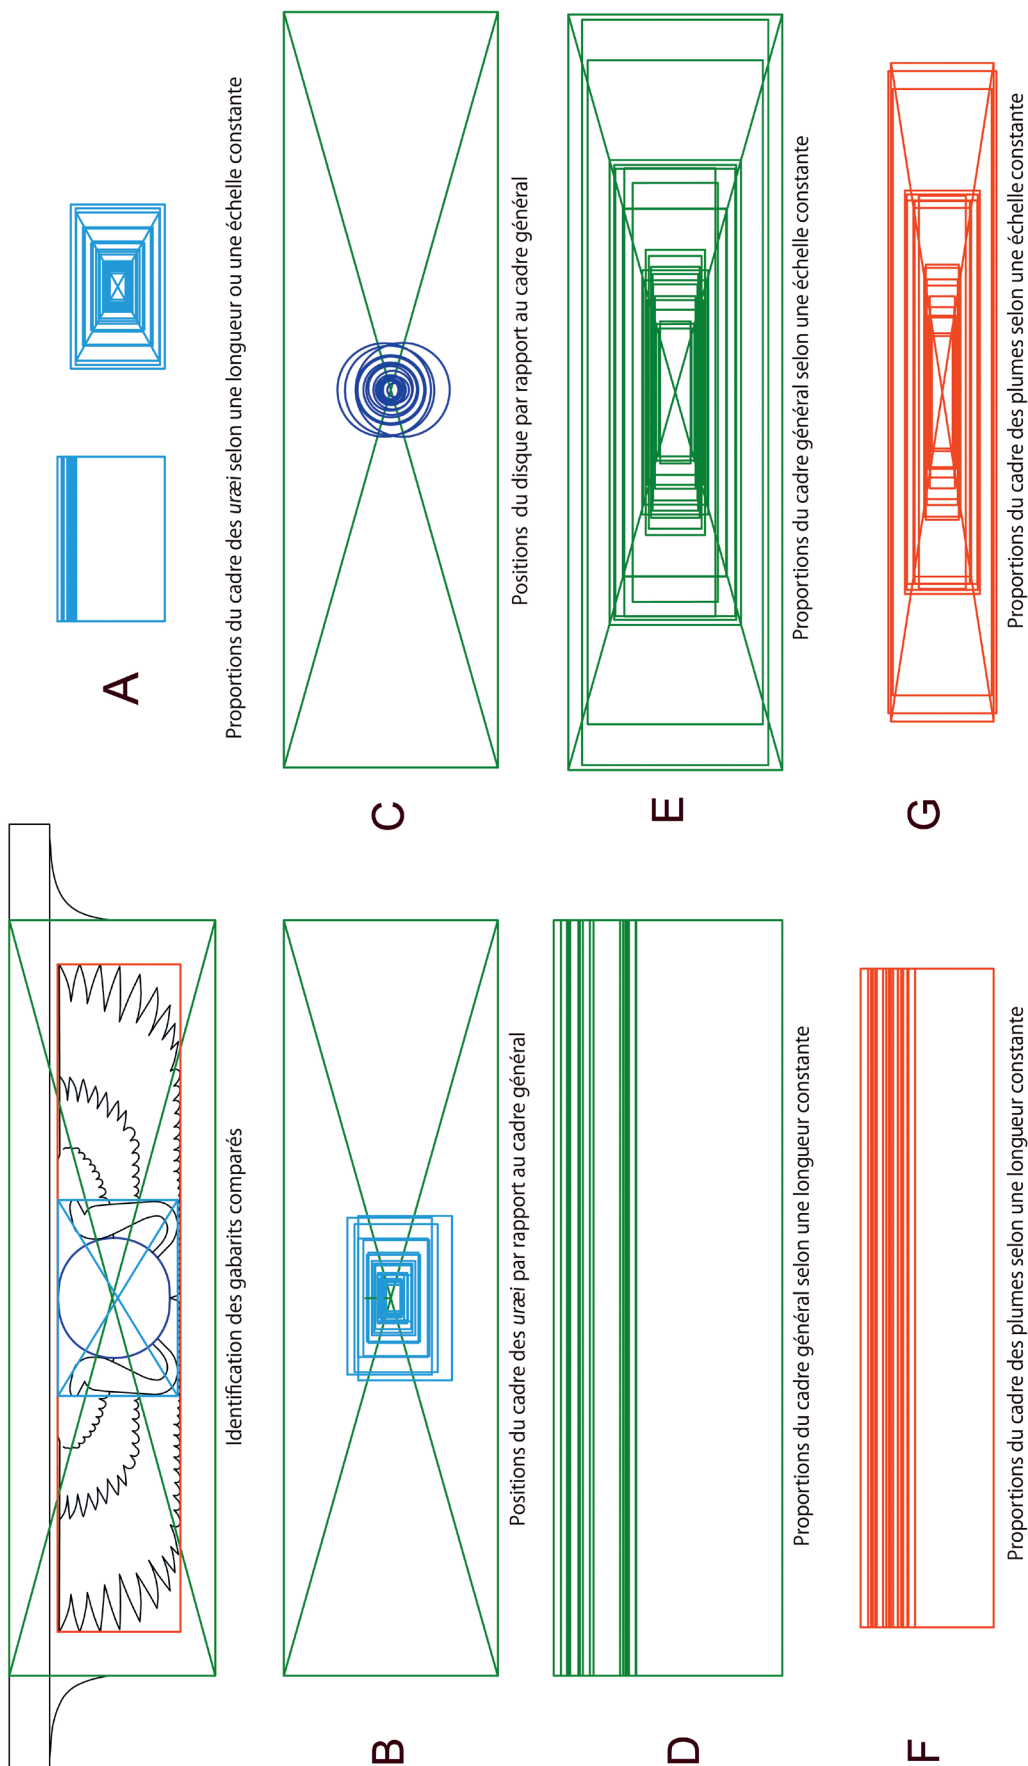 Identification des gabarits comparés
A
Proportions du cadre des uræi selon une longueur ou une échelle constante
B
Positions du cadre des uræi par rapport au cadre général
C
Positions du disque par rapport au cadre général
D
Proportions du cadre général selon une longueur constante
E
Proportions du cadre général selon une échelle constante
F
Proportions du cadre des plumes selon une longueur constante
G
Proportions du cadre des plumes selon une échelle constante